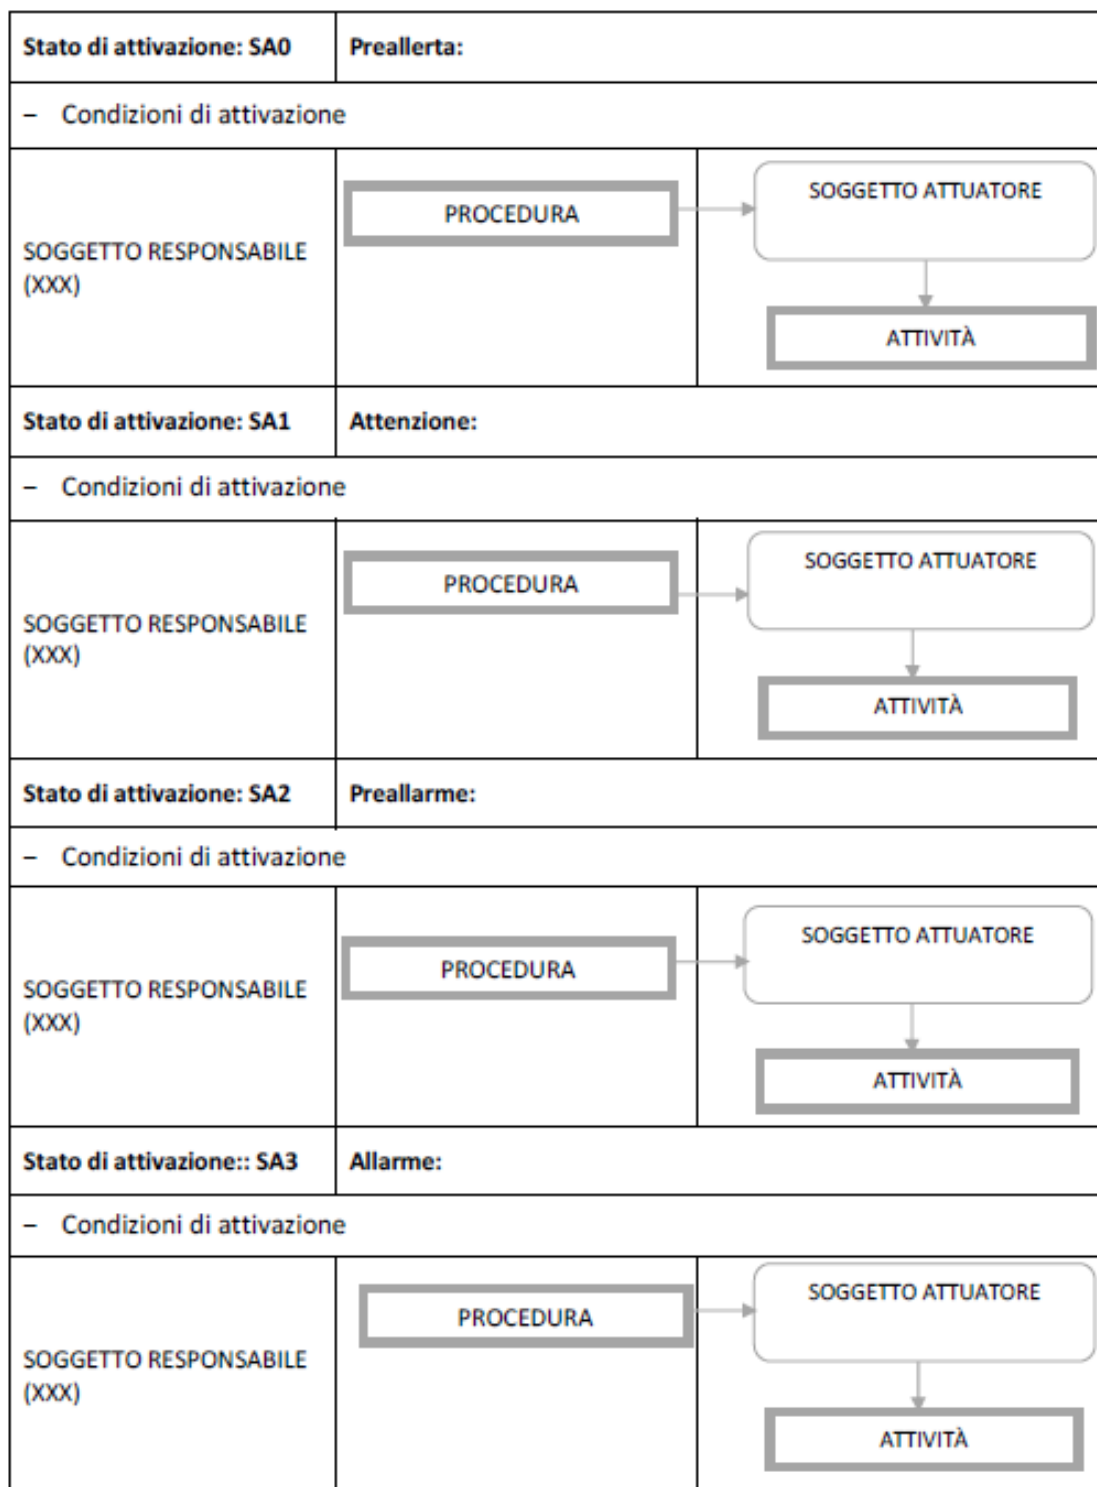 Stato di attivazione: SA0
Preallerta:
– Condizioni di attivazione
SOGGETTO RESPONSABILE
(XXX)
PROCEDURA
SOGGETTO ATTUATORE
ATTIVITÀ
Stato di attivazione: SA1
Attenzione:
– Condizioni di attivazione
SOGGETTO RESPONSABILE
(XXX)
PROCEDURA
SOGGETTO ATTUATORE
ATTIVITÀ
Stato di attivazione: SA2
Preallarme:
– Condizioni di attivazione
SOGGETTO RESPONSABILE
(XXX)
PROCEDURA
SOGGETTO ATTUATORE
ATTIVITÀ
Stato di attivazione:: SA3
Allarme:
– Condizioni di attivazione
SOGGETTO RESPONSABILE
(XXX)
PROCEDURA
SOGGETTO ATTUATORE
ATTIVITÀ